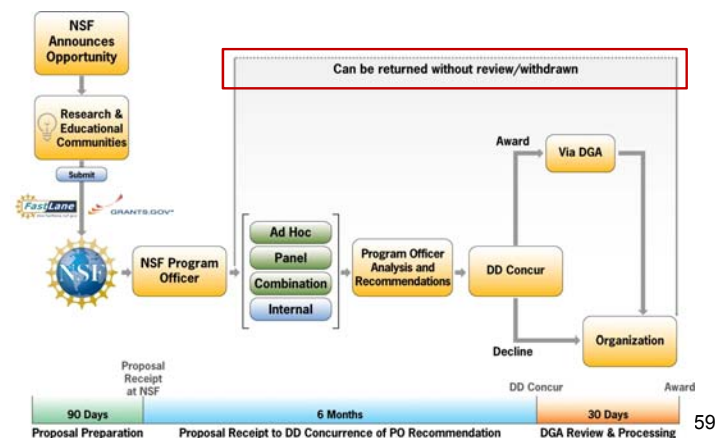 NSF
Announces
Opportunity
Can be returned without review/withdrawn
Research &
Educational
Communities
Submit
FastLane
GRANTS.GOV
NSF
NSF Program
Officer
Ad Hoc
Panel
Combination
Internal
Program Officer
Analysis and
Recommendations
DD Concur
Award
Via DGA
Decline
Organization
Proposal
Receipt
at NSF
DD Concur
Award
90 Days
6 Months
30 Days
Proposal Preparation
Proposal Receipt to DD Concurrence of PO Recommendation
DGA Review & Processing
59